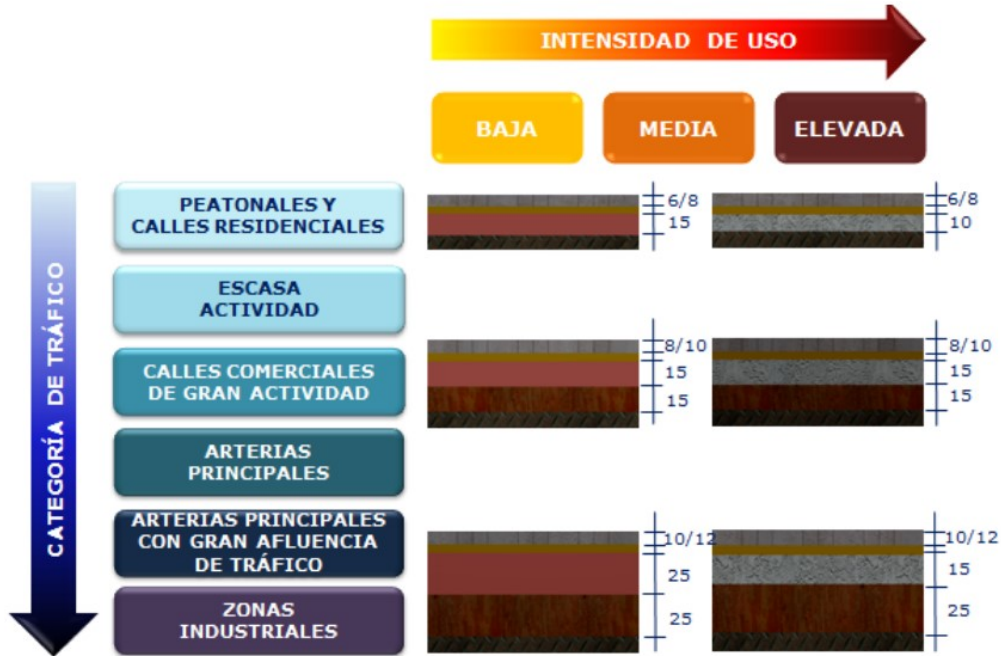 INTENSIDAD DE USO
BAJA
MEDIA
ELEVADA
CATEGORÍA DE TRÁFICO
PEATONALES Y
CALLES RESIDENCIALES
6/8
15
6/8
10
ESCASA
ACTIVIDAD
CALLES COMERCIALES
DE GRAN ACTIVIDAD
8/10
15
15
8/10
15
15
ARTERIAS
PRINCIPALES
ARTERIAS PRINCIPALES
CON GRAN AFLUENCIA
DE TRÁFICO
10/12
25
25
10/12
15
25
ZONAS
INDUSTRIALES